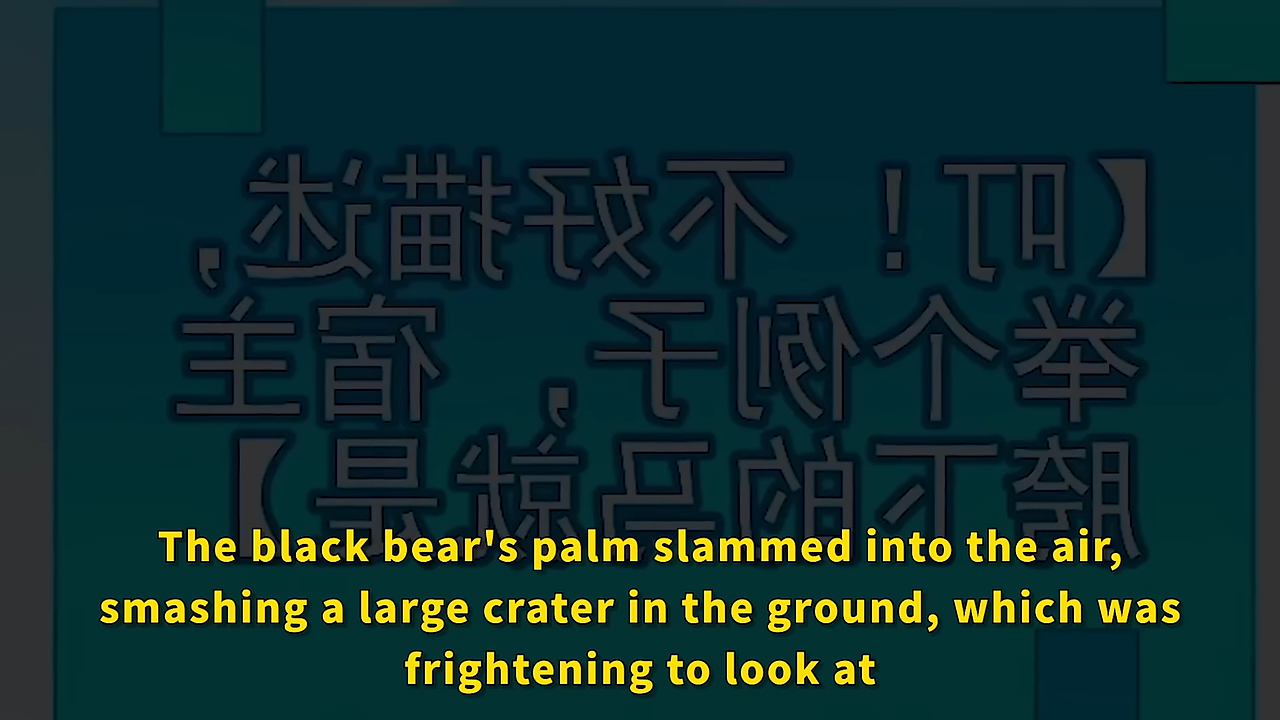 【叮！不好描述，
举个例子，宿主
胯下的马就是】
The black bear's palm slammed into the air,
smashing a large crater in the ground, which was
frightening to look at